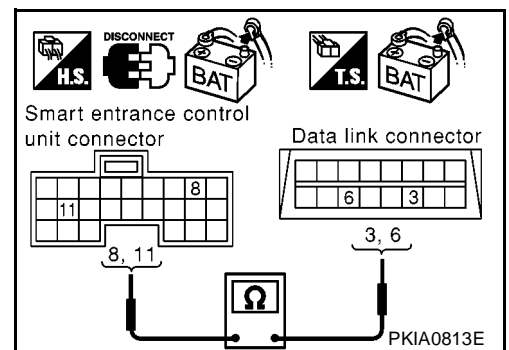 DISCONNECT
H.S.
BAT
T.S.
BAT
Smart entrance control
unit connector
Data link connector
8
11
6 3
8, 11
3, 6
Ω
PKIA0813E